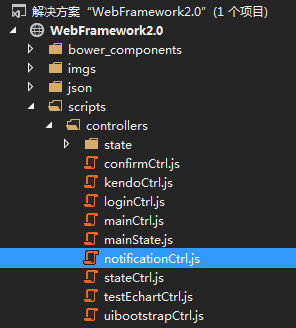 解决方案“WebFramework2.0”(1 个项目)
WebFramework2.0
bower_components
imgs
json
scripts
controllers
state
confirmCtrl.js
kendoCtrl.js
loginCtrl.js
mainCtrl.js
mainState.js
notificationCtrl.js
stateCtrl.js
testEchartCtrl.js
uibootstrapCtrl.js